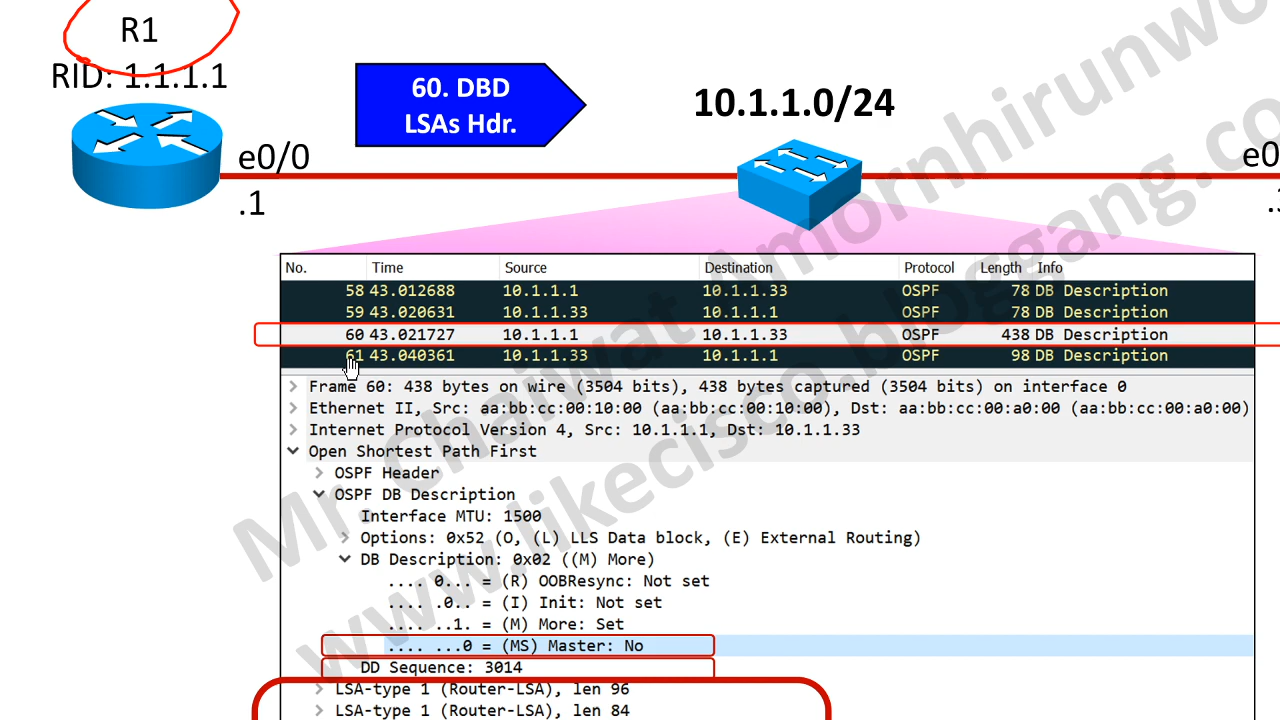 R1
RID: 1.1.1.1
60. DBD
LSAs Hdr.
10.1.1.0/24
e0/0
.1
e0
No. Time Source Destination Protocol Length Info
58 43.012688 10.1.1.1 10.1.1.33 OSPF 78 DB Description
59 43.020631 10.1.1.33 10.1.1.1 OSPF 78 DB Description
60 43.021727 10.1.1.1 10.1.1.33 OSPF 438 DB Description
61 43.040361 10.1.1.33 10.1.1.1 OSPF 98 DB Description
Frame 60: 438 bytes on wire (3504 bits), 438 bytes captured (3504 bits) on interface 0
Ethernet II, Src: aa:bb:cc:00:10:00 (aa:bb:cc:00:10:00), Dst: aa:bb:cc:00:a0:00 (aa:bb:cc:00:a0:00)
Internet Protocol Version 4, Src: 10.1.1.1, Dst: 10.1.1.33
Open Shortest Path First
OSPF Header
OSPF DB Description
Interface MTU: 1500
Options: 0x52 (O, (L) LLS Data block, (E) External Routing)
DB Description: 0x02 ((M) More)
.... 0... = (R) OOBResync: Not set
.... .0.. = (I) Init: Not set
.... ..1. = (M) More: Set
.... ...0 = (MS) Master: No
DD Sequence: 3014
LSA-type 1 (Router-LSA), len 96
LSA-type 1 (Router-LSA), len 84
Mr. Chaiwat Amornhirunwo
www.likecisco.bloggang.co